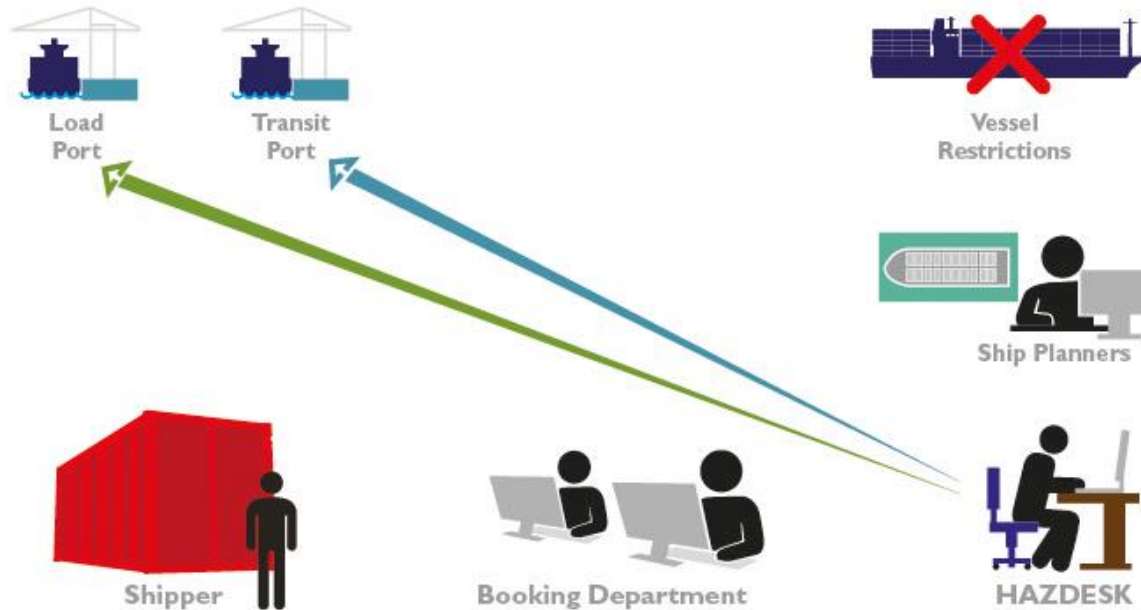 Load
Port
Transit
Port
Vessel
Restrictions
Ship Planners
Shipper
Booking Department
HAZDESK